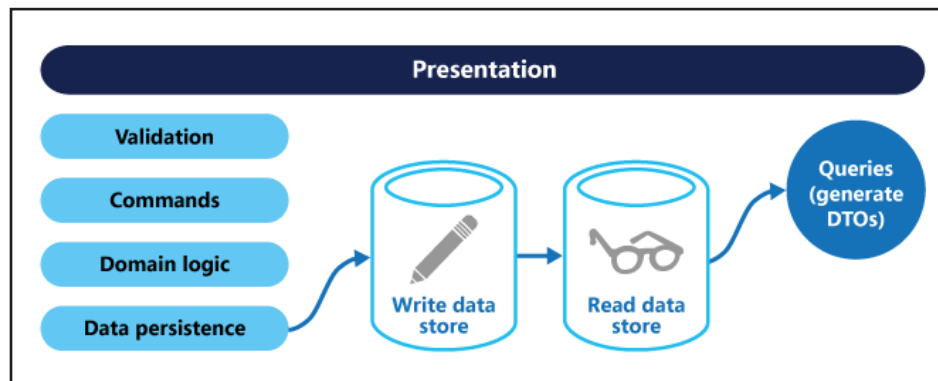 Presentation
Validation
Commands
Domain logic
Data persistence
Write data
store
Read data
store
Queries
(generate
DTOs)